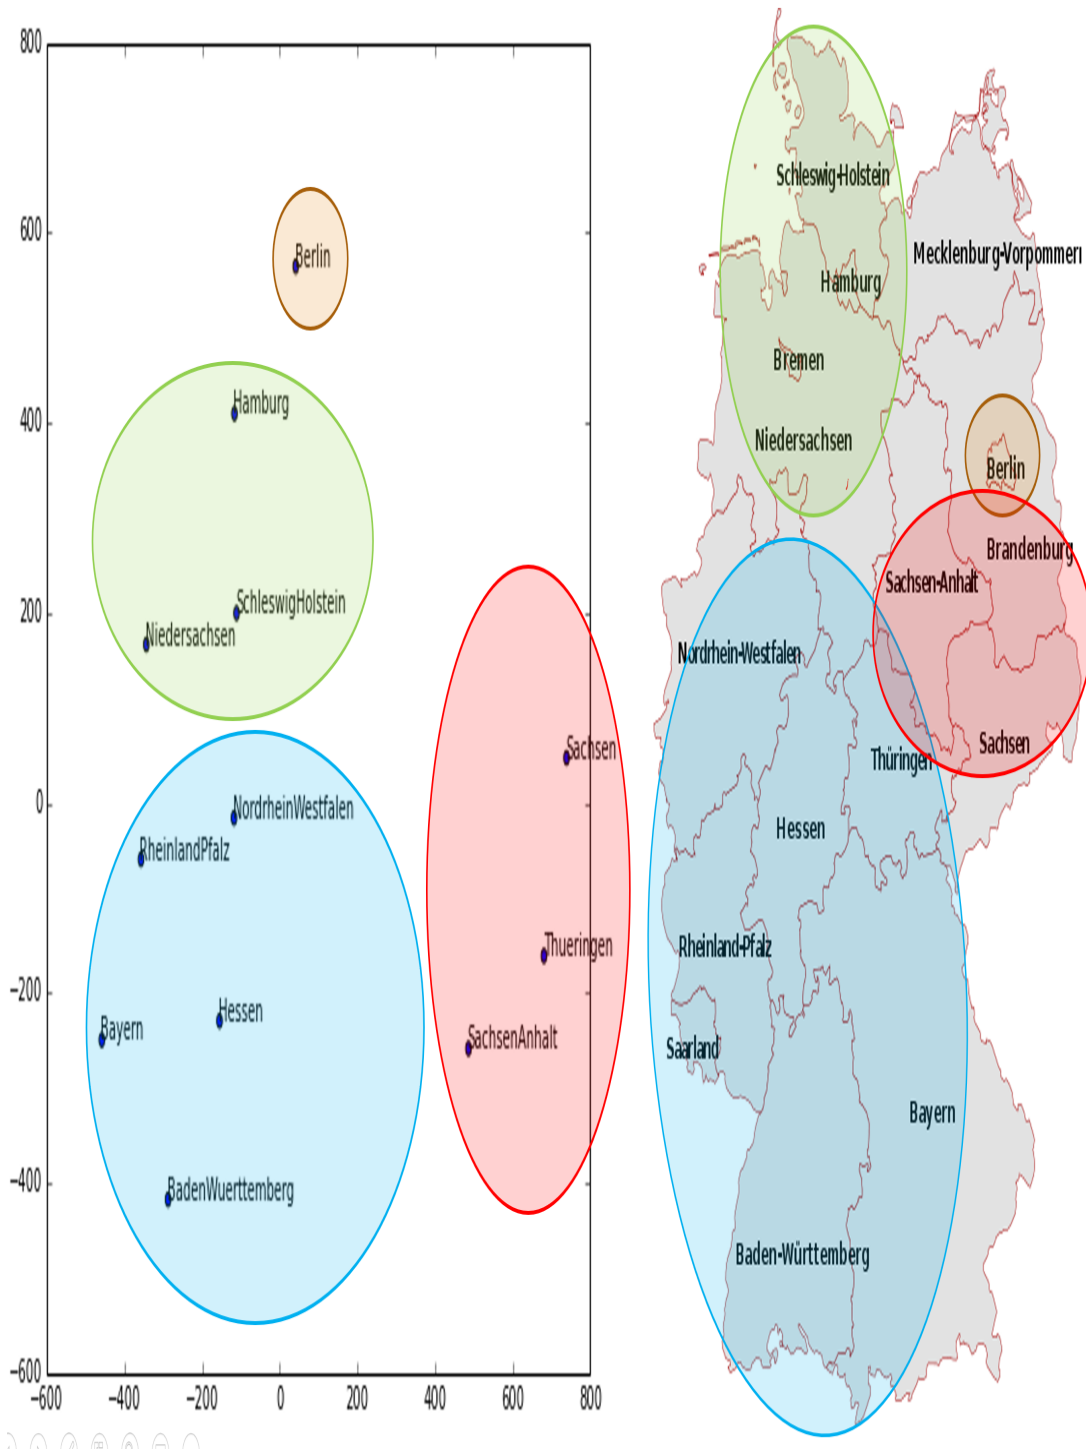 800
600
400
200
0
−200
−400
−600
−600
−400
−200
0
200
400
600
800
Berlin
Hamburg
SchleswigHolstein
Niedersachsen
Sachsen
NordrheinWestfalen
RheinlandPfalz
Thueringen
Hessen
Bayern
SachsenAnhalt
BadenWuerttemberg
Schleswig-Holstein
Mecklenburg-Vorpommern
Hamburg
Bremen
Niedersachsen
Berlin
Brandenburg
Sachsen-Anhalt
Nordrhein-Westfalen
Sachsen
Thüringen
Hessen
Rheinland-Pfalz
Saarland
Bayern
Baden-Württemberg